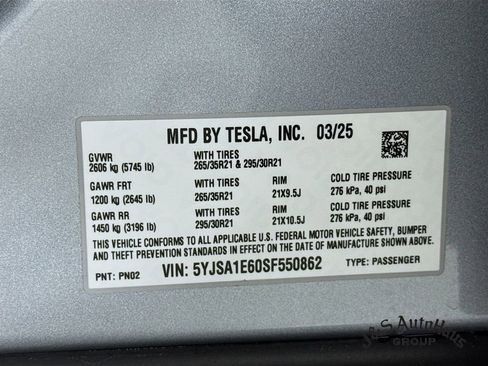 MFD BY TESLA, INC. 03/25
GVWR WITH TIRES
2606 kg (5745 lb) 265/35R21 & 295/30R21
GAWR FRT WITH TIRES RIM COLD TIRE PRESSURE
1200 kg (2645 lb) 265/35R21 21X9.5J 276 kPa, 40 psi
GAWR RR WITH TIRES RIM COLD TIRE PRESSURE
1450 kg (3196 lb) 295/30R21 21X10.5J 276 kPa, 40 psi
THIS VEHICLE CONFORMS TO ALL APPLICABLE U.S. FEDERAL MOTOR VEHICLE SAFETY, BUMPER,
AND THEFT PREVENTION STANDARDS IN EFFECT ON THE DATE OF MANUFACTURE SHOWN ABOVE.
PNT: PN02 VIN: 5YJSA1E60SF550862 TYPE: PASSENGER
J&S AutoHaus
GROUP